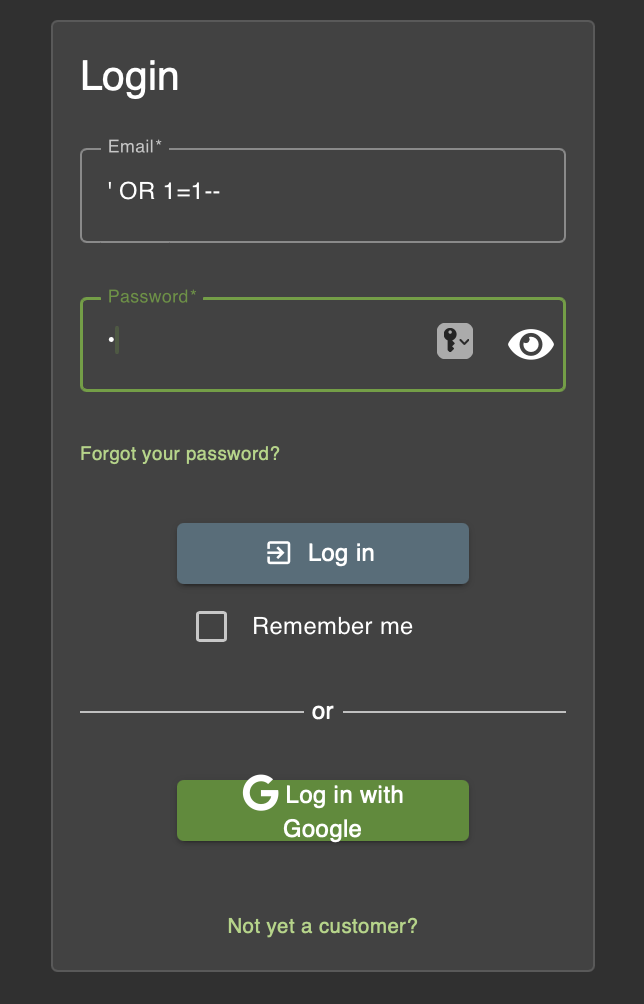 Login
Email*
' OR 1=1--
Password*
•
Forgot your password?
Log in
Remember me
or
G Log in with
Google
Not yet a customer?